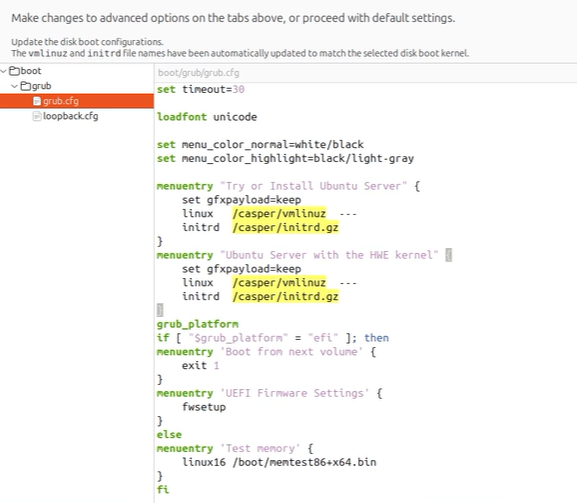 Make changes to advanced options on the tabs above, or proceed with default settings.
Update the disk boot configurations.
The vmlinuz and initrd file names have been automatically updated to match the selected disk boot kernel.
boot
grub
grub.cfg
loopback.cfg
boot/grub/grub.cfg
set timeout=30
loadfont unicode
set menu_color_normal=white/black
set menu_color_highlight=black/light-gray
menuentry "Try or Install Ubuntu Server" {
set gfxpayload=keep
linux /casper/vmlinuz ---
initrd /casper/initrd.gz
}
menuentry "Ubuntu Server with the HWE kernel" {
set gfxpayload=keep
linux /casper/vmlinuz ---
initrd /casper/initrd.gz
}
grub_platform
if [ "$grub_platform" = "efi" ]; then
menuentry 'Boot from next volume' {
exit 1
}
menuentry 'UEFI Firmware Settings' {
fwsetup
}
else
menuentry 'Test memory' {
linux16 /boot/memtest86+x64.bin
}
fi